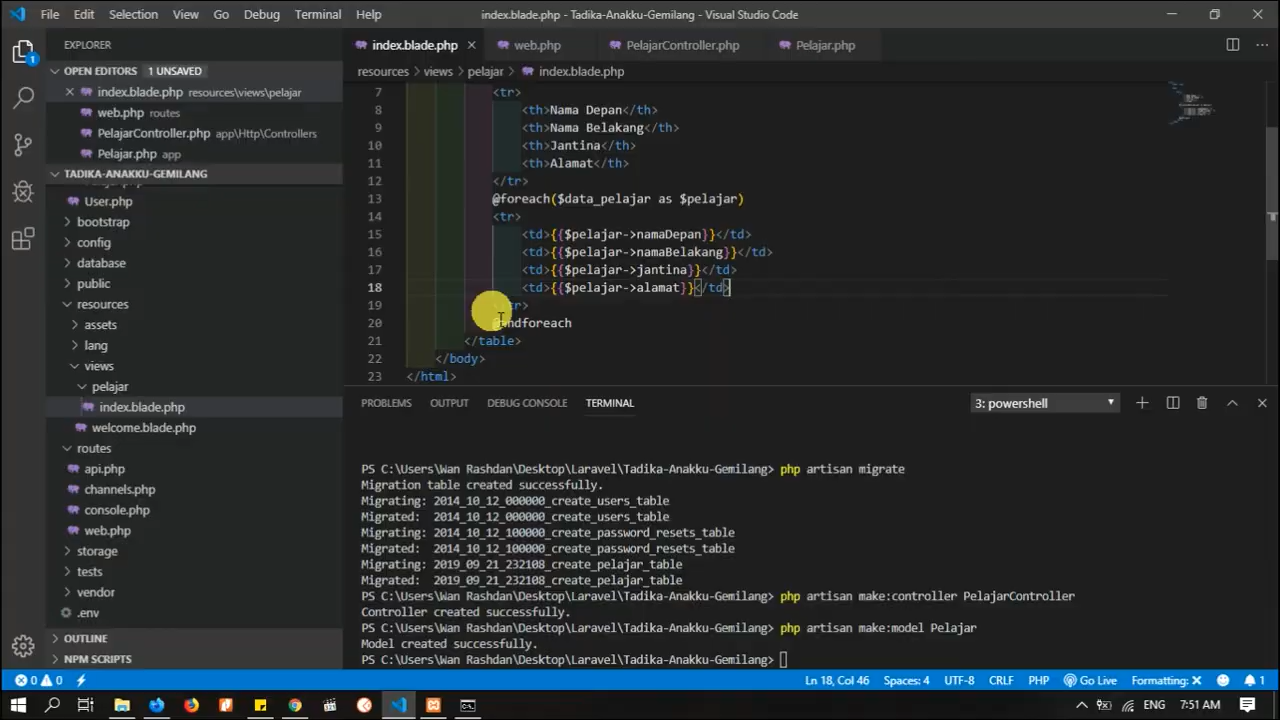 File Edit Selection View Go Debug Terminal Help index.blade.php - Tadika-Anakku-Gemilang - Visual Studio Code
EXPLORER
1
OPEN EDITORS 1 UNSAVED
index.blade.php resources\views\pelajar
web.php routes
PelajarController.php app\Http\Controllers
Pelajar.php app
TADIKA-ANAKKU-GEMILANG
User.php
bootstrap
config
database
public
resources
assets
lang
views
pelajar
index.blade.php
welcome.blade.php
routes
api.php
channels.php
console.php
web.php
storage
tests
vendor
.env
OUTLINE
NPM SCRIPTS
index.blade.php web.php PelajarController.php Pelajar.php
resources > views > pelajar > index.blade.php
7 <tr>
8 <th>Nama Depan</th>
9 <th>Nama Belakang</th>
10 <th>Jantina</th>
11 <th>Alamat</th>
12 </tr>
13 @foreach($data_pelajar as $pelajar)
14 <tr>
15 <td>{{$pelajar->namaDepan}}</td>
16 <td>{{$pelajar->namaBelakang}}</td>
17 <td>{{$pelajar->jantina}}</td>
18 <td>{{$pelajar->alamat}}</td>
19 </tr>
20 @endforeach
21 </table>
22 </body>
23 </html>
PROBLEMS OUTPUT DEBUG CONSOLE TERMINAL 3: powershell
PS C:\Users\Wan Rashdan\Desktop\Laravel\Tadika-Anakku-Gemilang> php artisan migrate
Migration table created successfully.
Migrating: 2014_10_12_000000_create_users_table
Migrated: 2014_10_12_000000_create_users_table
Migrating: 2014_10_12_100000_create_password_resets_table
Migrated: 2014_10_12_100000_create_password_resets_table
Migrating: 2019_09_21_232108_create_pelajar_table
Migrated: 2019_09_21_232108_create_pelajar_table
PS C:\Users\Wan Rashdan\Desktop\Laravel\Tadika-Anakku-Gemilang> php artisan make:controller PelajarController
Controller created successfully.
PS C:\Users\Wan Rashdan\Desktop\Laravel\Tadika-Anakku-Gemilang> php artisan make:model Pelajar
Model created successfully.
PS C:\Users\Wan Rashdan\Desktop\Laravel\Tadika-Anakku-Gemilang>
0 0 Ln 18, Col 46 Spaces: 4 UTF-8 CRLF PHP Go Live Formatting: 1
ENG 7:51 AM